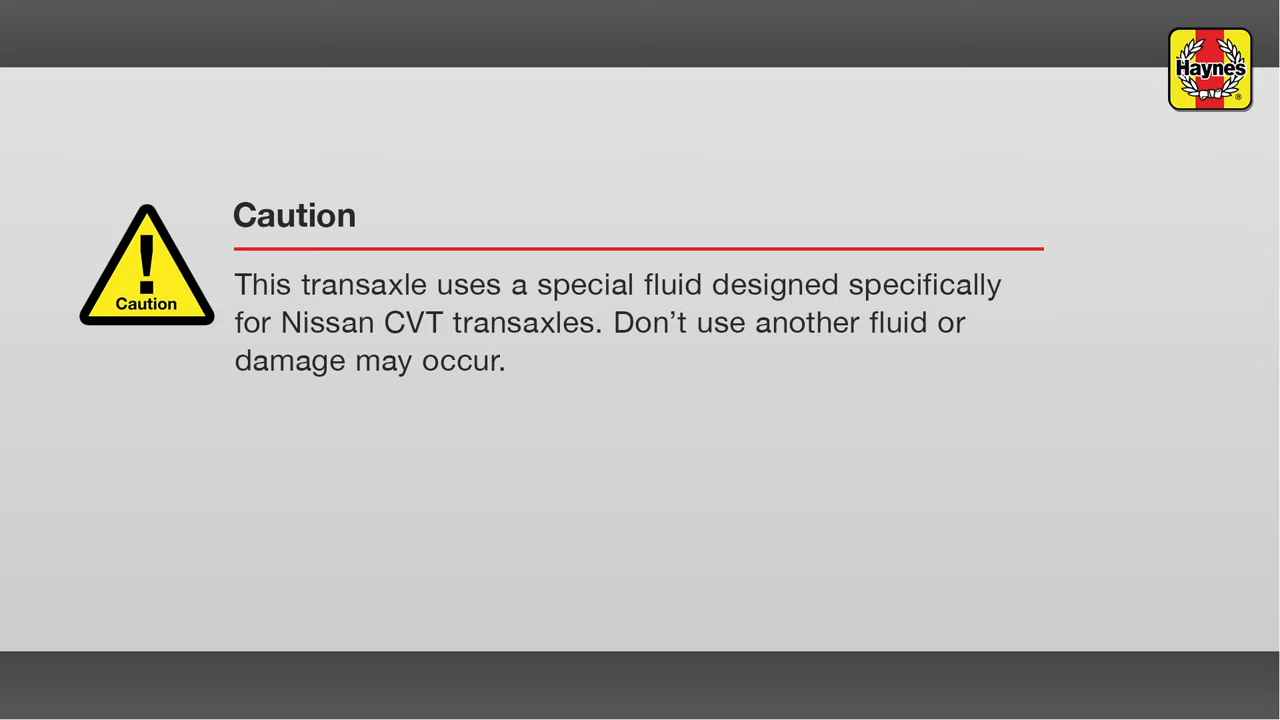 Haynes
®
Caution
Caution
This transaxle uses a special fluid designed specifically
for Nissan CVT transaxles. Don’t use another fluid or
damage may occur.